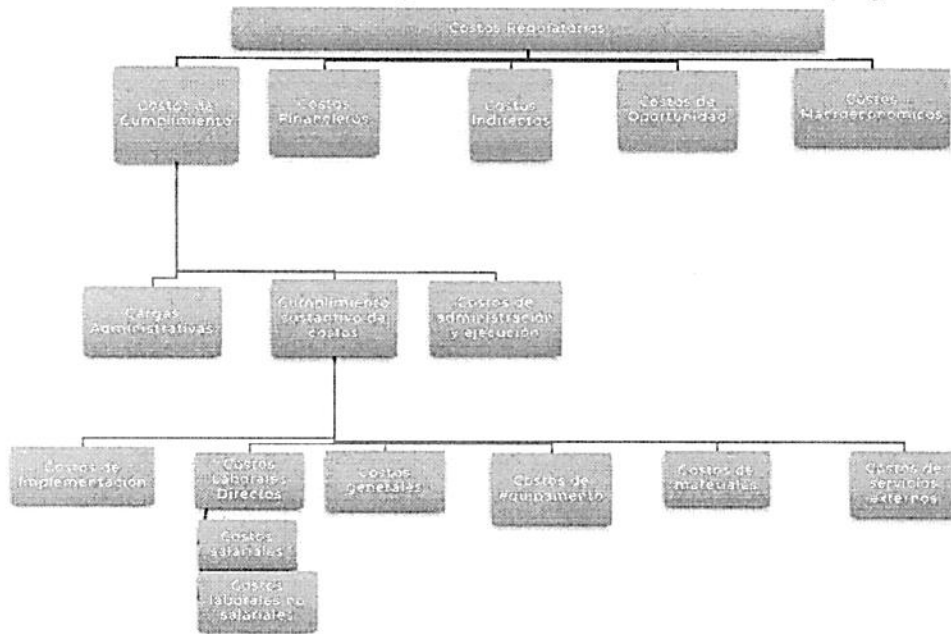 Costos Regulatorios
Costos de
Cumplimiento
Costos
Financieros
Costos
Indirectos
Costos de
Oportunidad
Costos
Macroeconomicos
Cargas
Administrativas
Cumplimiento
sustantivo de
costos
Costos de
administración
y ejecución
Costos de
Implementación
Costos
Laborales
Directos
Costos
generales
Costos de
equipamento
Costos de
materiales
Costos de
servicios
externos
Costos
salariales
Costos
laborales no
salariales